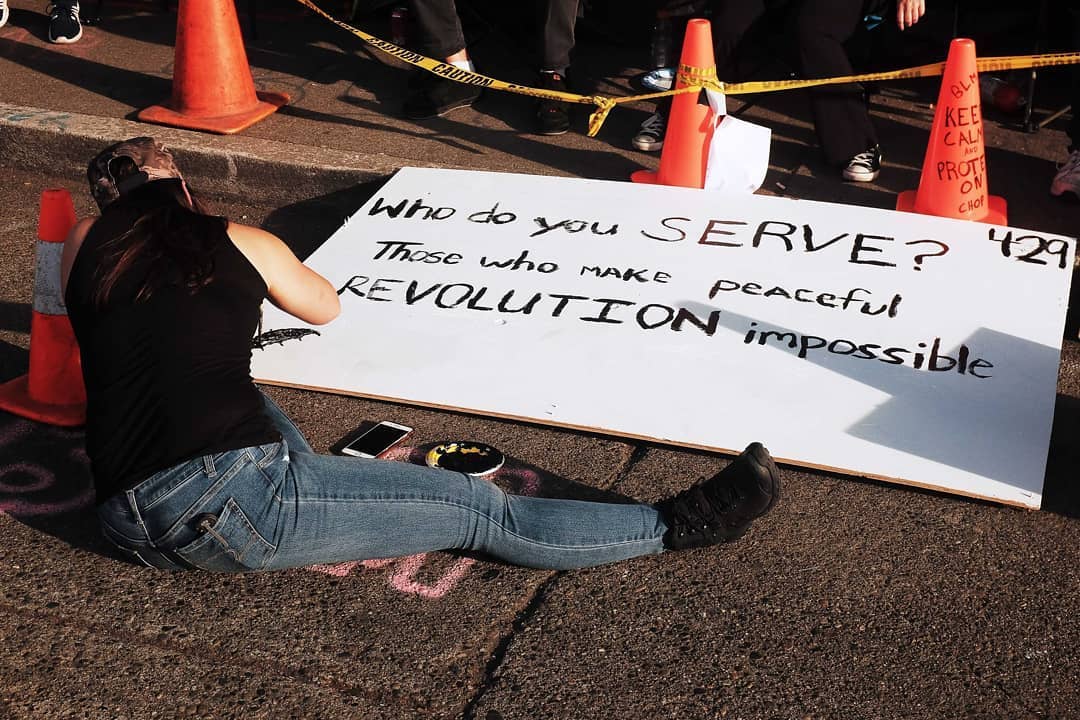 CAUTION CAUTION
BLM
KEEP
CALM
AND
PROTEST
ON
CHOP
Who do you SERVE?
429
Those who MAKE peaceful
REVOLUTION impossible